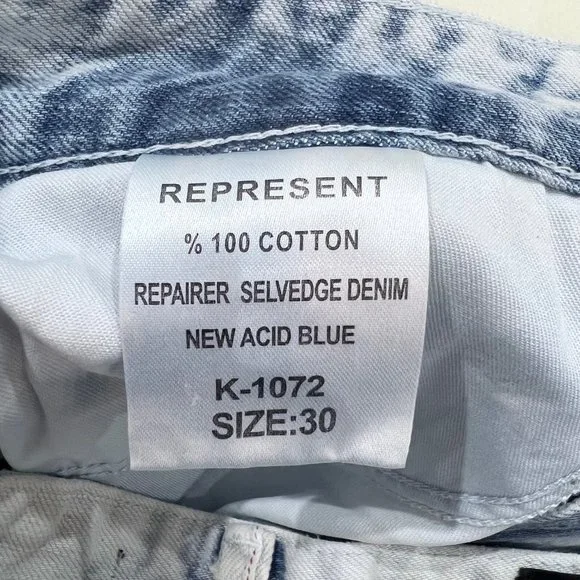 REPRESENT
% 100 COTTON
REPAIRER SELVEDGE DENIM
NEW ACID BLUE
K-1072
SIZE:30